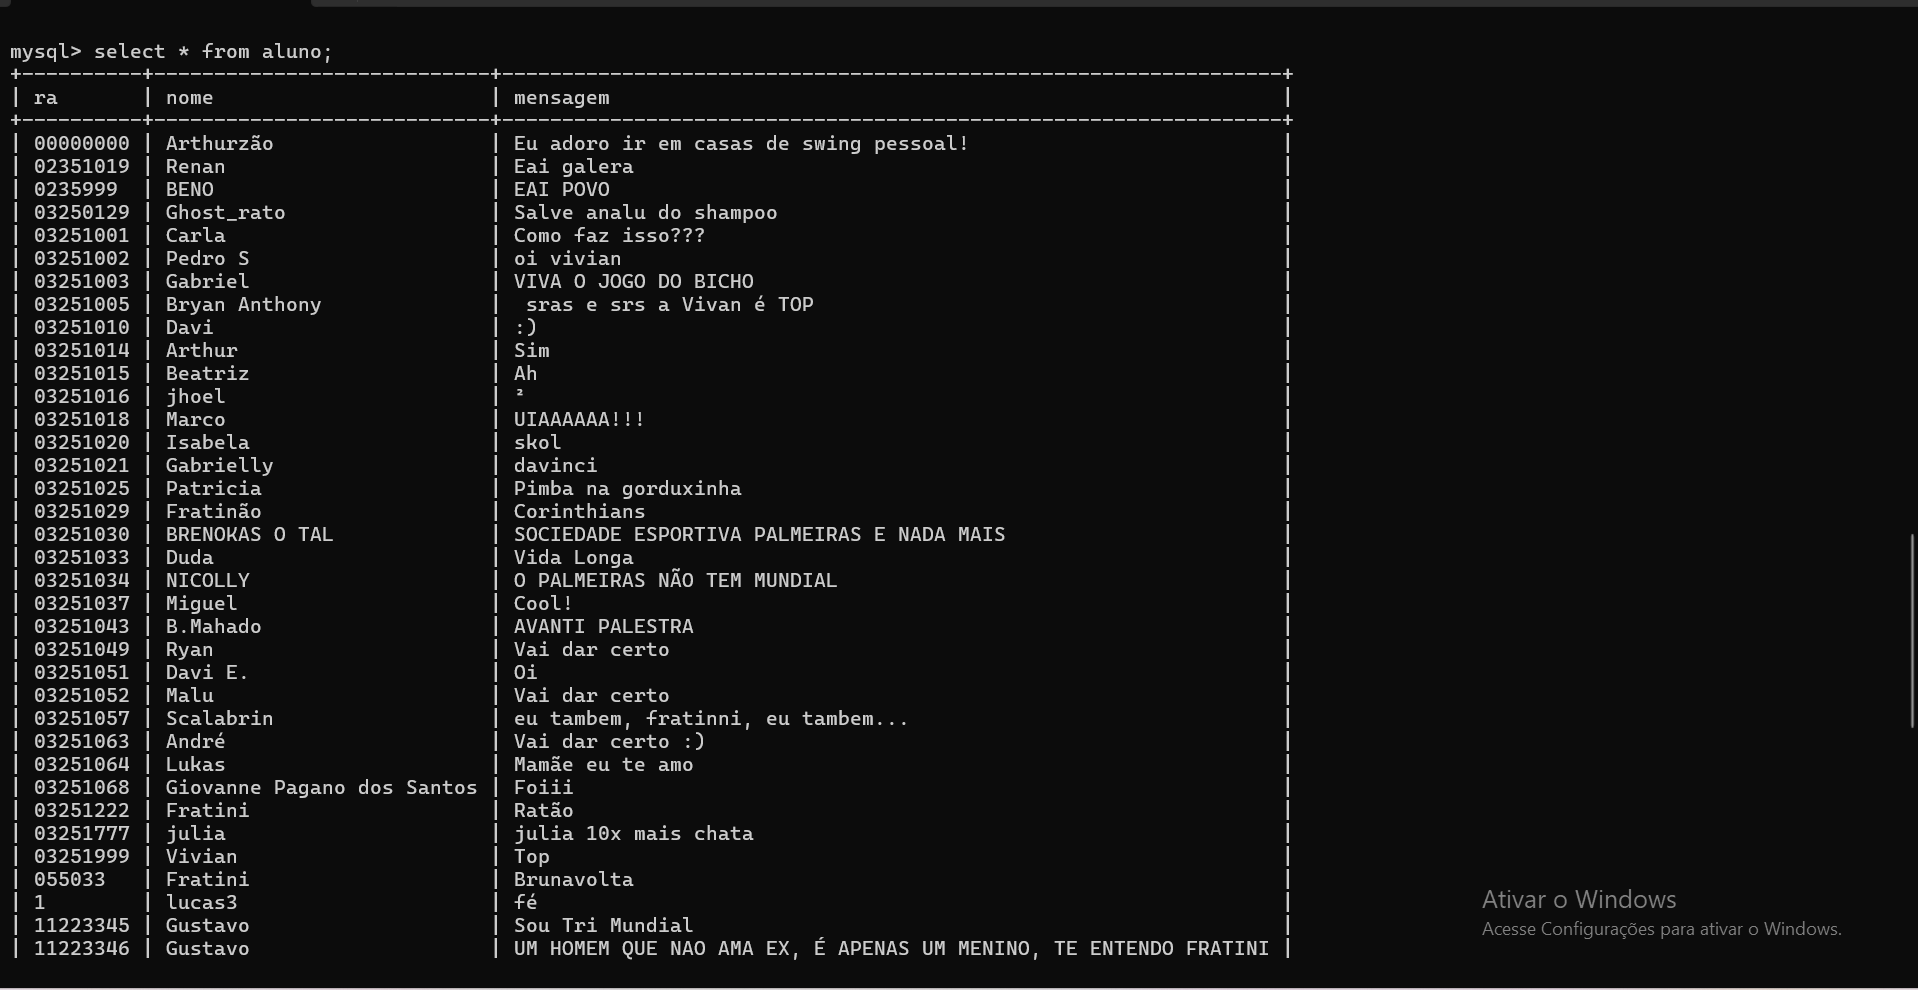 mysql> select * from aluno;
+----------+----------------------------+-----------------------------------------------------------------+
| ra       | nome                       | mensagem                                                        |
+----------+----------------------------+-----------------------------------------------------------------+
| 00000000 | Arthurzão                  | Eu adoro ir em casas de swing pessoal!                          |
| 02351019 | Renan                      | Eai galera                                                      |
| 0235999  | BENO                       | EAI POVO                                                        |
| 03250129 | Ghost_rato                 | Salve analu do shampoo                                          |
| 03251001 | Carla                      | Como faz isso???                                                |
| 03251002 | Pedro S                    | oi vivian                                                       |
| 03251003 | Gabriel                    | VIVA O JOGO DO BICHO                                            |
| 03251005 | Bryan Anthony              |  sras e srs a Vivan é TOP                                       |
| 03251010 | Davi                       | :)                                                              |
| 03251014 | Arthur                     | Sim                                                             |
| 03251015 | Beatriz                    | Ah                                                              |
| 03251016 | jhoel                      | ²                                                               |
| 03251018 | Marco                      | UIAAAAAA!!!                                                     |
| 03251020 | Isabela                    | skol                                                            |
| 03251021 | Gabrielly                  | davinci                                                         |
| 03251025 | Patricia                   | Pimba na gorduxinha                                             |
| 03251029 | Fratinão                   | Corinthians                                                     |
| 03251030 | BRENOKAS O TAL             | SOCIEDADE ESPORTIVA PALMEIRAS E NADA MAIS                       |
| 03251033 | Duda                       | Vida Longa                                                      |
| 03251034 | NICOLLY                    | O PALMEIRAS NÃO TEM MUNDIAL                                     |
| 03251037 | Miguel                     | Cool!                                                           |
| 03251043 | B.Mahado                   | AVANTI PALESTRA                                                 |
| 03251049 | Ryan                       | Vai dar certo                                                   |
| 03251051 | Davi E.                    | Oi                                                              |
| 03251052 | Malu                       | Vai dar certo                                                   |
| 03251057 | Scalabrin                  | eu tambem, fratinni, eu tambem...                               |
| 03251063 | André                      | Vai dar certo :)                                                |
| 03251064 | Lukas                      | Mamãe eu te amo                                                 |
| 03251068 | Giovanne Pagano dos Santos | Foiii                                                           |
| 03251222 | Fratini                    | Ratão                                                           |
| 03251777 | julia                      | julia 10x mais chata                                            |
| 03251999 | Vivian                     | Top                                                             |
| 055033   | Fratini                    | Brunavolta                                                      |
| 1        | lucas3                     | fé                                                              |
| 11223345 | Gustavo                    | Sou Tri Mundial                                                 |
| 11223346 | Gustavo                    | UM HOMEM QUE NAO AMA EX, É APENAS UM MENINO, TE ENTENDO FRATINI |
Ativar o Windows
Acesse Configurações para ativar o Windows.